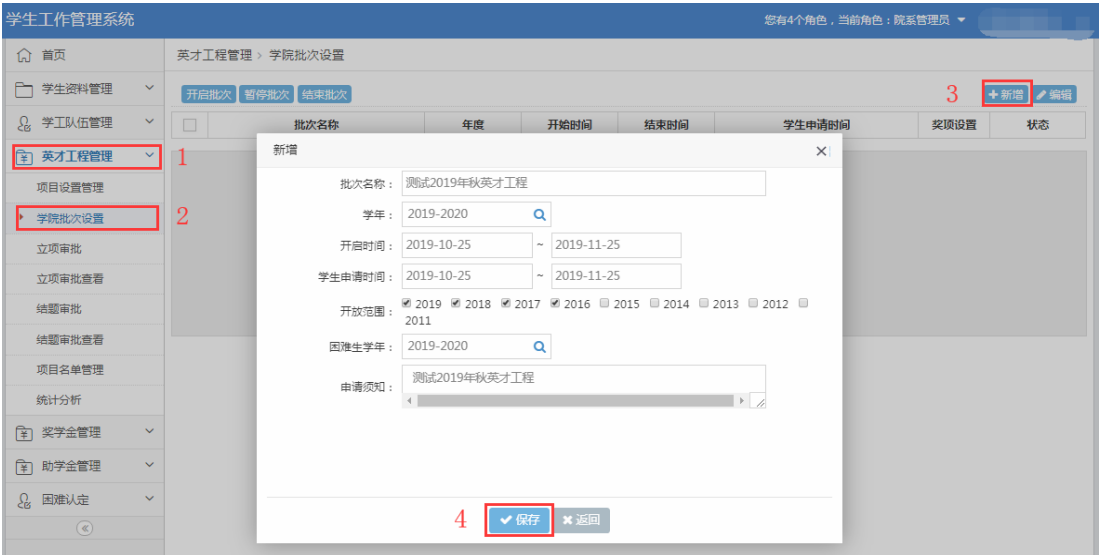 学生工作管理系统
您有4个角色，当前角色：院系管理员
首页
英才工程管理 > 学院批次设置
学生资料管理
开启批次 暂停批次 结束批次
3
+新增 编辑
学工队伍管理
批次名称 年度 开始时间 结束时间 学生申请时间 奖项设置 状态
英才工程管理 1
项目设置管理
学院批次设置 2
立项审批
立项审批查看
结题审批
结题审批查看
项目名单管理
统计分析
奖学金管理
助学金管理
困难认定
新增
批次名称： 测试2019年秋英才工程
学年： 2019-2020
开启时间： 2019-10-25 ~ 2019-11-25
学生申请时间： 2019-10-25 ~ 2019-11-25
开放范围： 2019 2018 2017 2016 2015 2014 2013 2012
2011
困难生学年： 2019-2020
申请须知： 测试2019年秋英才工程
4 保存 返回